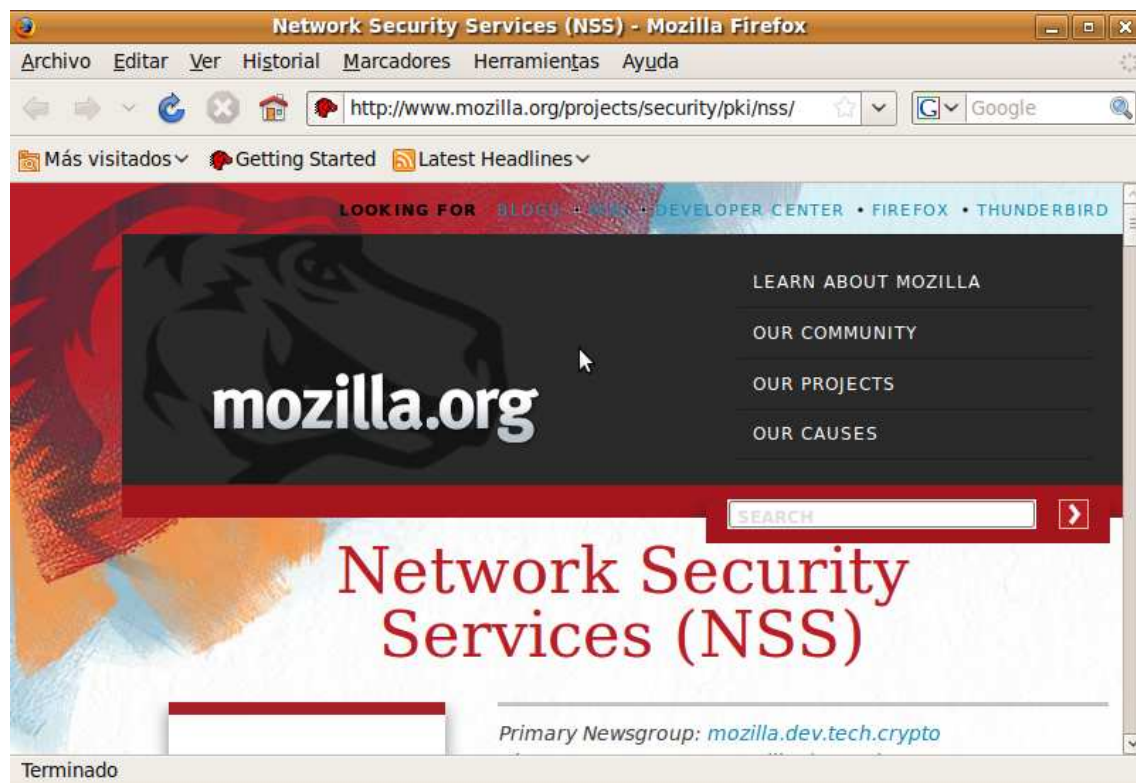 Network Security Services (NSS) - Mozilla Firefox
Archivo Editar Ver Historial Marcadores Herramientas Ayuda
http://www.mozilla.org/projects/security/pki/nss/ G Google
Más visitados Getting Started Latest Headlines
LOOKING FOR BLOGS • • DEVELOPER CENTER • FIREFOX • THUNDERBIRD
LEARN ABOUT MOZILLA
OUR COMMUNITY
OUR PROJECTS
mozilla.org
OUR CAUSES
SEARCH
Network Security
Services (NSS)
Primary Newsgroup: mozilla.dev.tech.crypto
Terminado